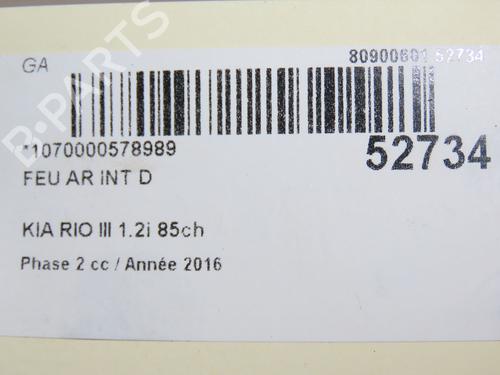 GA
80900601 52734
*1070000578989
52734
FEU AR INT D
KIA RIO III 1.2i 85ch
Phase 2 cc / Année 2016
B-PARTS